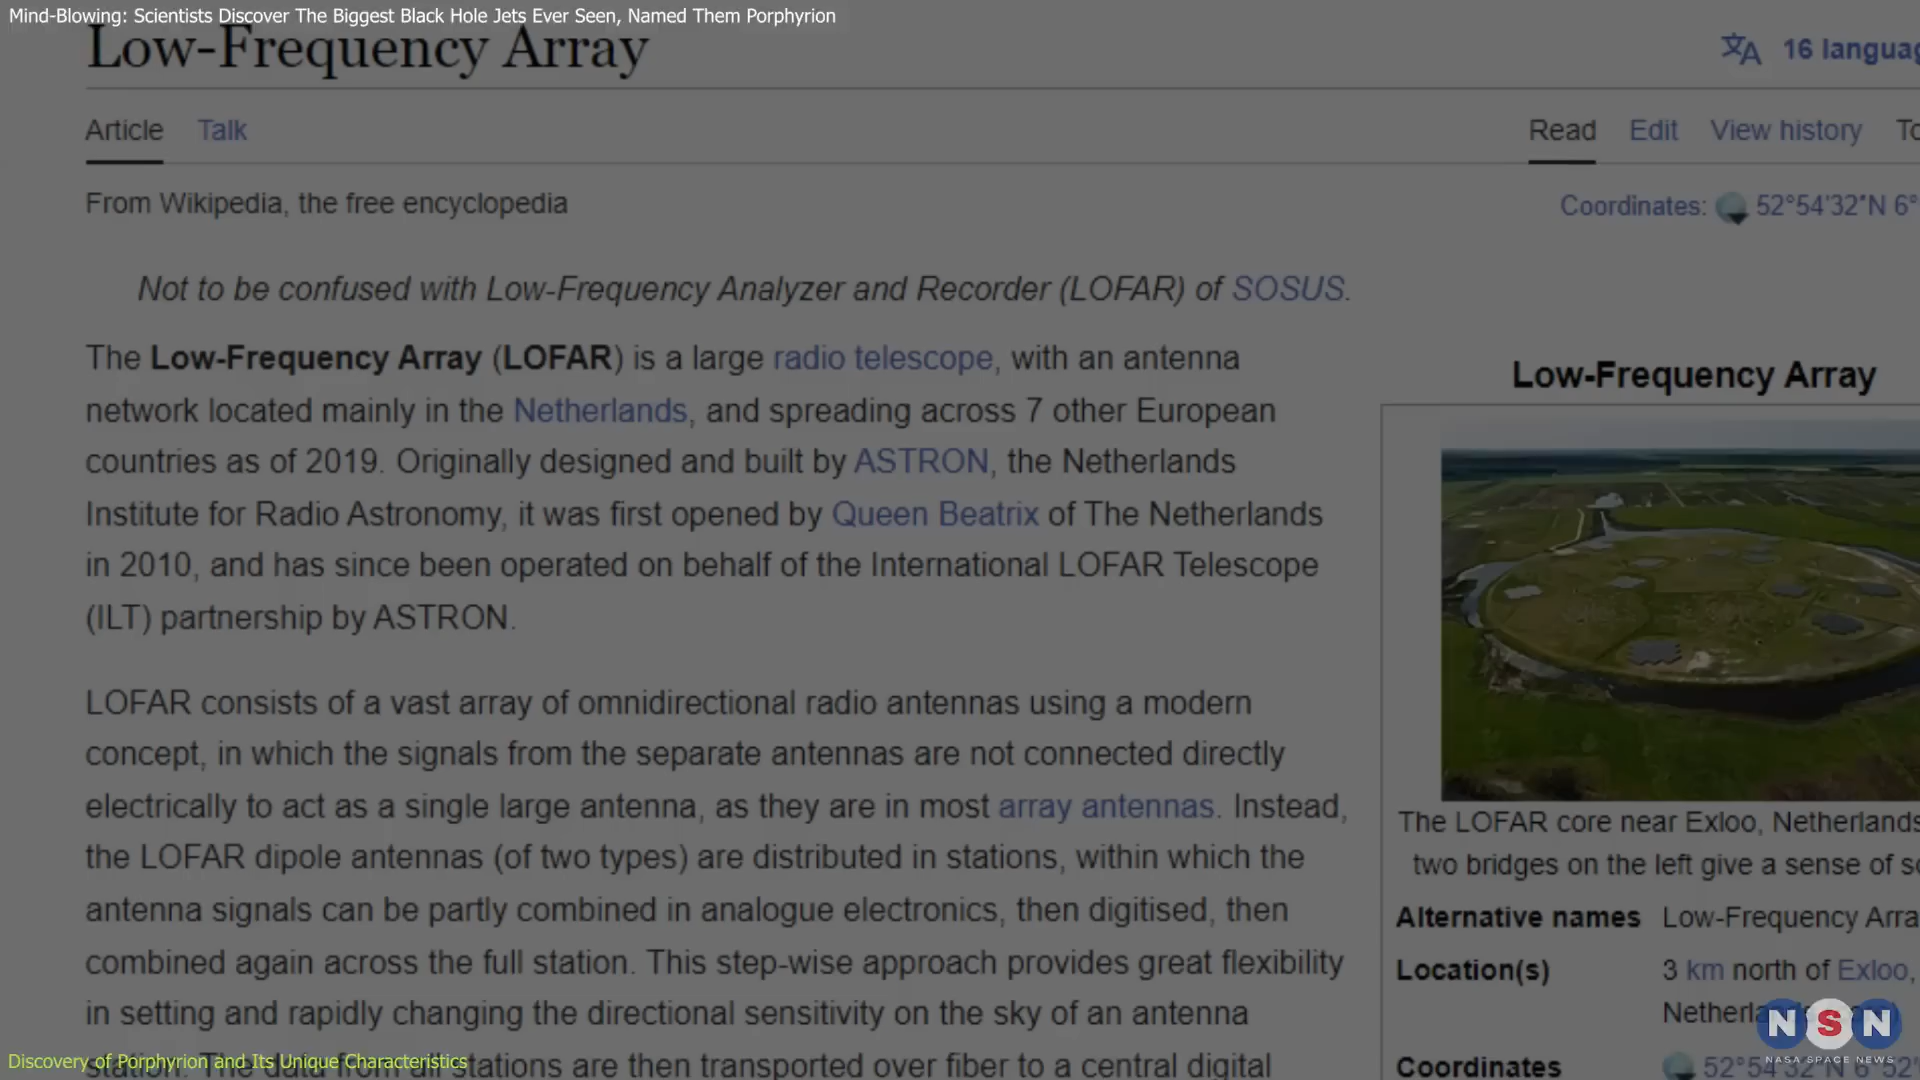 Mind-Blowing: Scientists Discover The Biggest Black Hole Jets Ever Seen, Named Them Porphyrion
Low-Frequency Array
16 languag
Article Talk
Read Edit View history To
From Wikipedia, the free encyclopedia
Coordinates: 52°54′32″N 6°
Not to be confused with Low-Frequency Analyzer and Recorder (LOFAR) of SOSUS.
The Low-Frequency Array (LOFAR) is a large radio telescope, with an antenna
network located mainly in the Netherlands, and spreading across 7 other European
countries as of 2019. Originally designed and built by ASTRON, the Netherlands
Institute for Radio Astronomy, it was first opened by Queen Beatrix of The Netherlands
in 2010, and has since been operated on behalf of the International LOFAR Telescope
(ILT) partnership by ASTRON.
LOFAR consists of a vast array of omnidirectional radio antennas using a modern
concept, in which the signals from the separate antennas are not connected directly
electrically to act as a single large antenna, as they are in most array antennas. Instead,
the LOFAR dipole antennas (of two types) are distributed in stations, within which the
antenna signals can be partly combined in analogue electronics, then digitised, then
combined again across the full station. This step-wise approach provides great flexibility
in setting and rapidly changing the directional sensitivity on the sky of an antenna
station. The data from all stations are then transported over fiber to a central digital
Low-Frequency Array
The LOFAR core near Exloo, Netherlands
two bridges on the left give a sense of sc
Alternative names Low-Frequency Arra
Location(s) 3 km north of Exloo,
Netherla
Coordinates 52°54′32″N 6°52′
NSN
NASA SPACE NEWS
Discovery of Porphyrion and Its Unique Characteristics